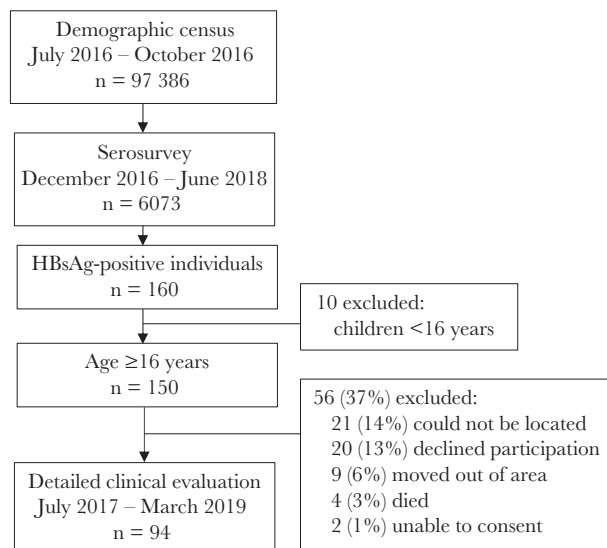 Demographic census
July 2016 – October 2016
n = 97 386
Serosurvey
December 2016 – June 2018
n = 6073
HBsAg-positive individuals
n = 160
10 excluded:
children <16 years
Age ≥16 years
n = 150
56 (37%) excluded:
21 (14%) could not be located
20 (13%) declined participation
9 (6%) moved out of area
4 (3%) died
2 (1%) unable to consent
Detailed clinical evaluation
July 2017 – March 2019
n = 94